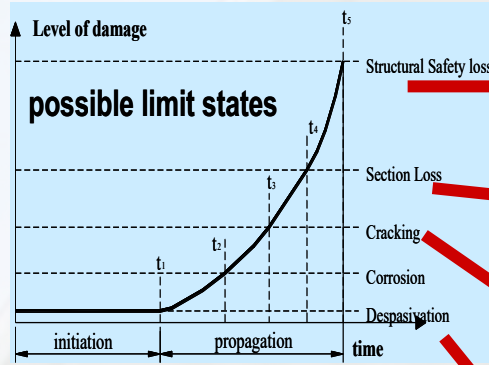 t5
Level of damage
Structural Safety loss
possible limit states
t4
Section Loss
t3
Cracking
t2
t1
Corrosion
Despasivation
initiation
propagation
time